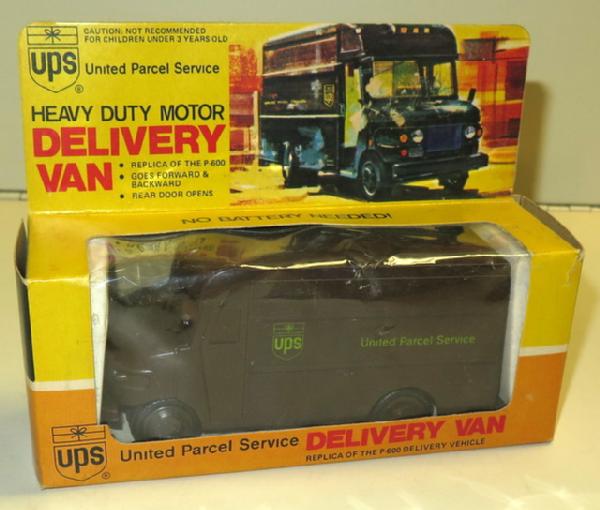 CAUTION: NOT RECOMMENDED
FOR CHILDREN UNDER 3 YEARS OLD
ups
®
United Parcel Service
HEAVY DUTY MOTOR
DELIVERY
VAN
• REPLICA OF THE P-600
• GOES FORWARD &
BACKWARD
• REAR DOOR OPENS
NO BATTERY NEEDED!
ups
United Parcel Service
ups
®
United Parcel Service
DELIVERY VAN
REPLICA OF THE P-600 DELIVERY VEHICLE